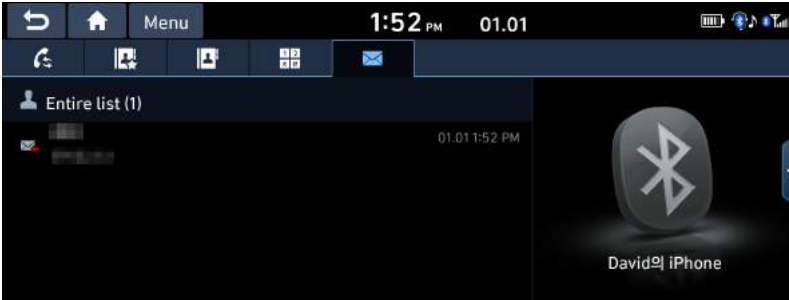 Menu 1:52 PM 01.01
Entire list (1)
01.01 1:52 PM
David의 iPhone